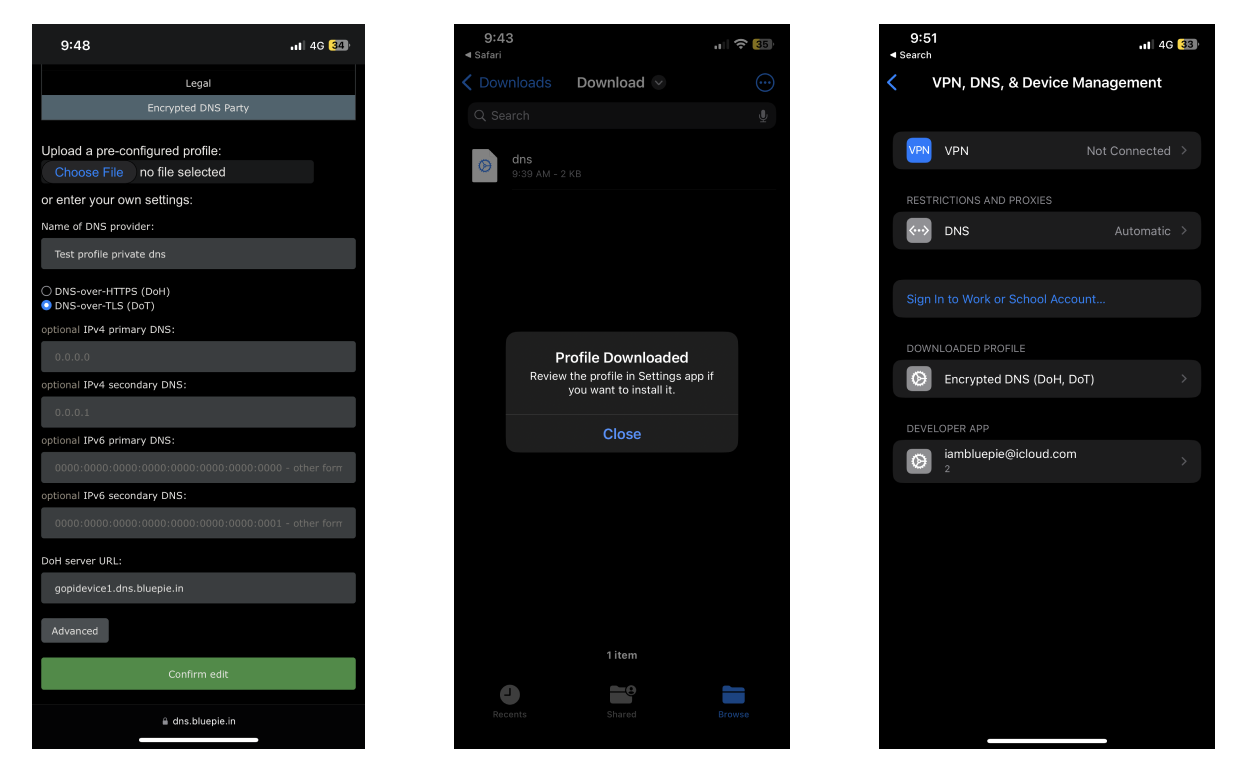 9:48
4G 34
Legal
Encrypted DNS Party
Upload a pre-configured profile:
Choose File no file selected
or enter your own settings:
Name of DNS provider:
Test profile private dns
DNS-over-HTTPS (DoH)
DNS-over-TLS (DoT)
optional IPv4 primary DNS:
0.0.0.0
optional IPv4 secondary DNS:
0.0.0.1
optional IPv6 primary DNS:
0000:0000:0000:0000:0000:0000:0000:0000 - other form
optional IPv6 secondary DNS:
0000:0000:0000:0000:0000:0000:0000:0001 - other form
DoH server URL:
gopidevice1.dns.bluepie.in
Advanced
Confirm edit
dns.bluepie.in
9:43
35
Safari
Downloads
Download
Search
dns
9:39 AM - 2 KB
Profile Downloaded
Review the profile in Settings app if
you want to install it.
Close
1 item
Recents
Shared
Browse
9:51
4G 33
Search
VPN, DNS, & Device Management
VPN VPN Not Connected
RESTRICTIONS AND PROXIES
DNS Automatic
Sign In to Work or School Account...
DOWNLOADED PROFILE
Encrypted DNS (DoH, DoT)
DEVELOPER APP
iambluepie@icloud.com
2